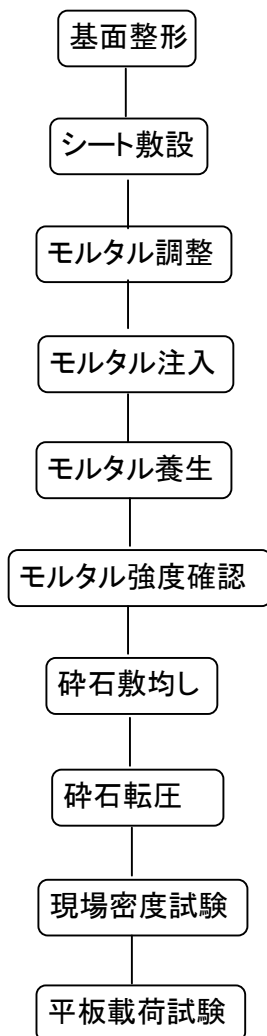 基面整形
シート敷設
モルタル調整
モルタル注入
モルタル養生
モルタル強度確認
砕石敷均し
砕石転圧
現場密度試験
平板載荷試験